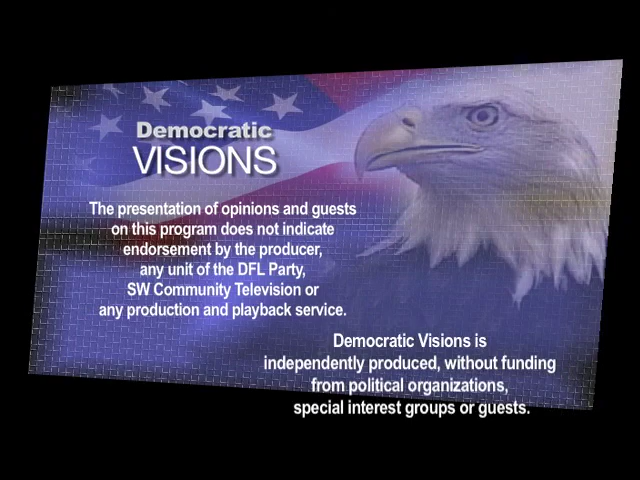 Democratic
VISIONS
The presentation of opinions and guests
on this program does not indicate
endorsement by the producer,
any unit of the DFL Party,
SW Community Television or
any production and playback service.
Democratic Visions is
independently produced, without funding
from political organizations,
special interest groups or guests.